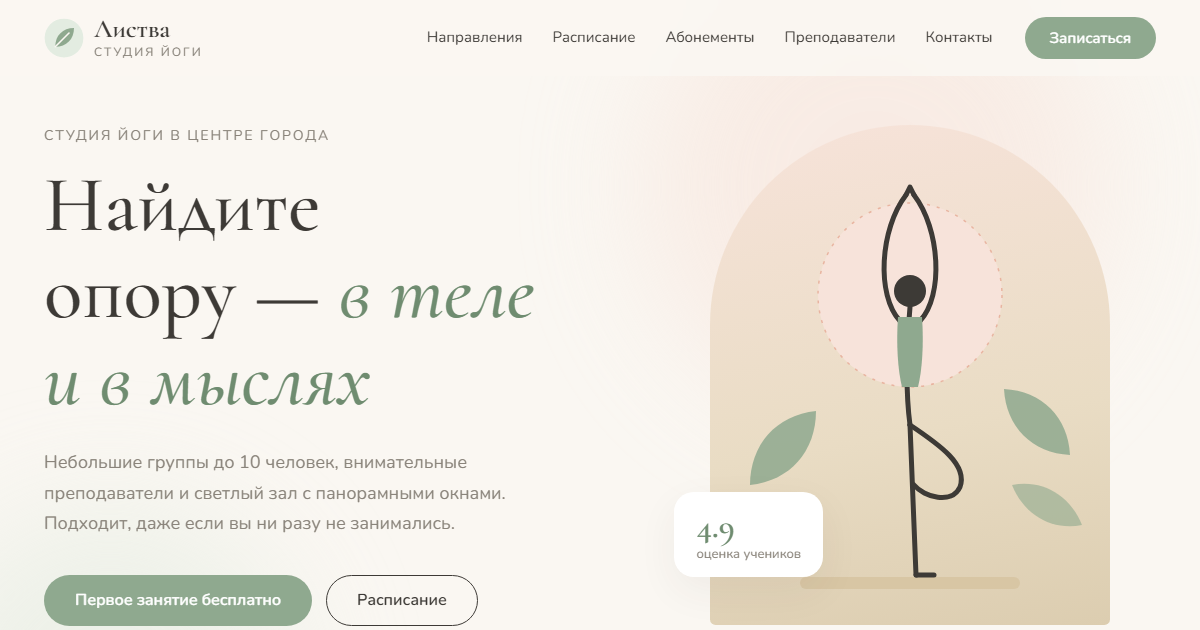 Листва
СТУДИЯ ЙОГИ
Направления
Расписание
Абонементы
Преподаватели
Контакты
Записаться
СТУДИЯ ЙОГИ В ЦЕНТРЕ ГОРОДА
Найдите
опору — в теле
и в мыслях
Небольшие группы до 10 человек, внимательные
преподаватели и светлый зал с панорамными окнами.
Подходит, даже если вы ни разу не занимались.
Первое занятие бесплатно
Расписание
4.9
оценка учеников